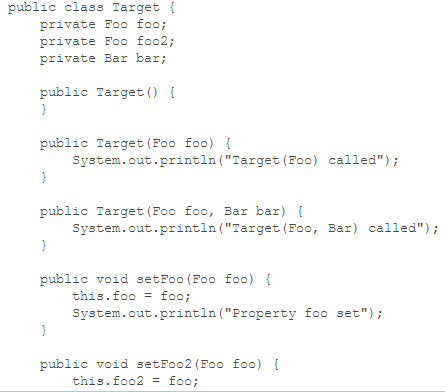 public class Target {
    private Foo foo;
    private Foo foo2;
    private Bar bar;

    public Target() {
    }

    public Target(Foo foo) {
        System.out.println("Target(Foo) called");
    }

    public Target(Foo foo, Bar bar) {
        System.out.println("Target(Foo, Bar) called");
    }

    public void setFoo(Foo foo) {
        this.foo = foo;
        System.out.println("Property foo set");
    }

    public void setFoo2(Foo foo) {
        this.foo2 = foo;